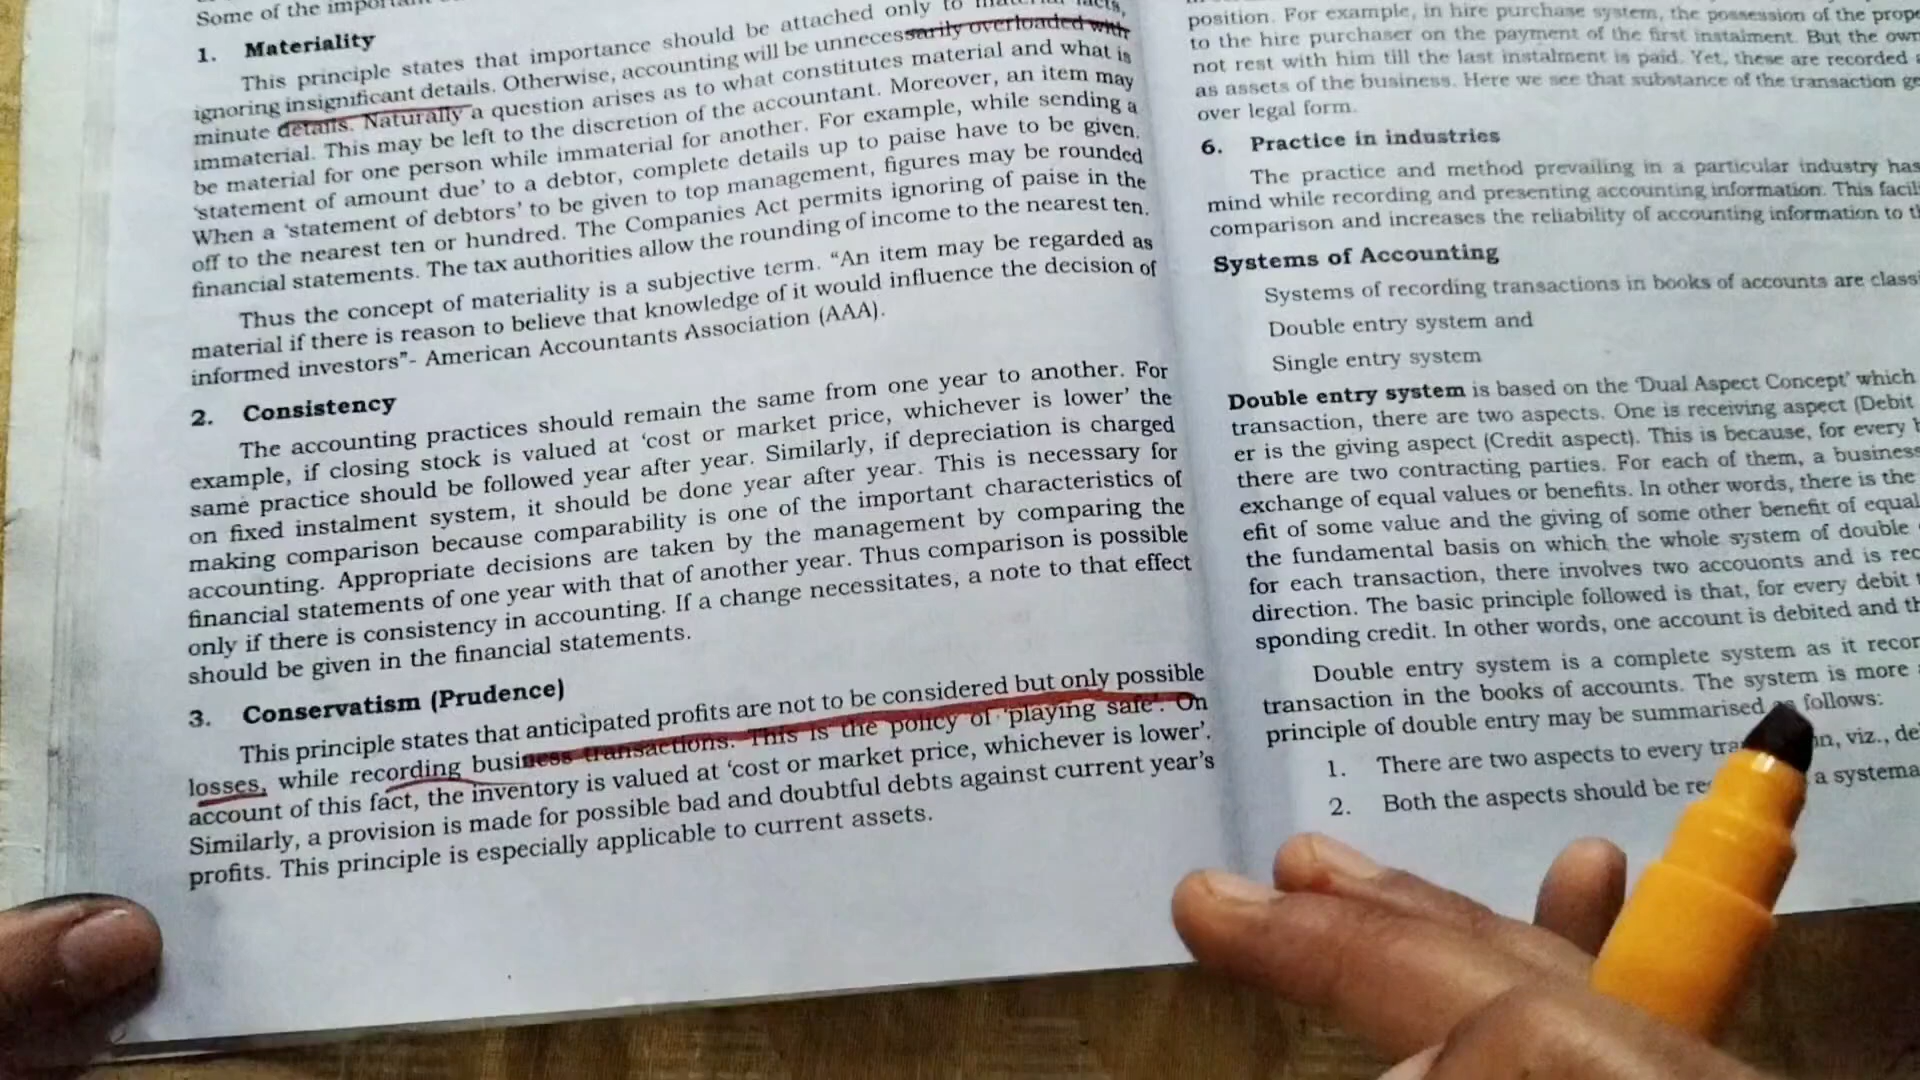 Some of the
1. Materiality
This principle states that importance should be attached only to material facts,
ignoring insignificant details. Otherwise, accounting will be unnecessarily overloaded with
minute details. Naturally a question arises as to what constitutes material and what is
immaterial. This may be left to the discretion of the accountant. Moreover, an item may
be material for one person while immaterial for another. For example, while sending a
‘statement of amount due’ to a debtor, complete details up to paise have to be given.
When a ‘statement of debtors’ to be given to top management, figures may be rounded
off to the nearest ten or hundred. The Companies Act permits ignoring of paise in the
financial statements. The tax authorities allow the rounding of income to the nearest ten.
Thus the concept of materiality is a subjective term. “An item may be regarded as
material if there is reason to believe that knowledge of it would influence the decision of
informed investors”- American Accountants Association (AAA).
2. Consistency
The accounting practices should remain the same from one year to another. For
example, if closing stock is valued at ‘cost or market price, whichever is lower’ the
same practice should be followed year after year. Similarly, if depreciation is charged
on fixed instalment system, it should be done year after year. This is necessary for
making comparison because comparability is one of the important characteristics of
accounting. Appropriate decisions are taken by the management by comparing the
financial statements of one year with that of another year. Thus comparison is possible
only if there is consistency in accounting. If a change necessitates, a note to that effect
should be given in the financial statements.
3. Conservatism (Prudence)
This principle states that anticipated profits are not to be considered but only possible
losses, while recording business transactions. This is the policy of ‘playing safe’. On
account of this fact, the inventory is valued at ‘cost or market price, whichever is lower’.
Similarly, a provision is made for possible bad and doubtful debts against current year’s
profits. This principle is especially applicable to current assets.
position. For example, in hire purchase system, the possession of the
to the hire purchaser on the payment of the first instalment. But the
not rest with him till the last instalment is paid. Yet, these are recorded
as assets of the business. Here we see that substance of the transaction
over legal form.
6. Practice in industries
The practice and method prevailing in a particular industry has
mind while recording and presenting accounting information. This
comparison and increases the reliability of accounting information to
Systems of Accounting
Systems of recording transactions in books of accounts are
Double entry system and
Single entry system
Double entry system is based on the ‘Dual Aspect Concept’ which
transaction, there are two aspects. One is receiving aspect (Debit
er is the giving aspect (Credit aspect). This is because, for every
there are two contracting parties. For each of them, a business
exchange of equal values or benefits. In other words, there is the
efit of some value and the giving of some other benefit of equal
the fundamental basis on which the whole system of double
for each transaction, there involves two accouonts and is
direction. The basic principle followed is that, for every debit
sponding credit. In other words, one account is debited and
Double entry system is a complete system as it
transaction in the books of accounts. The system is more
principle of double entry may be summarised as follows:
1. There are two aspects to every viz.,
2. Both the aspects should be a